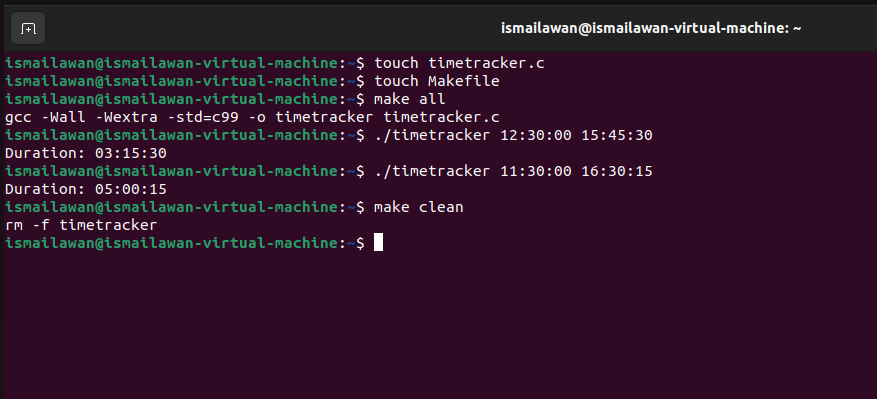 ismailawan@ismailawan-virtual-machine: ~
ismailawan@ismailawan-virtual-machine:~$ touch timetracker.c
ismailawan@ismailawan-virtual-machine:~$ touch Makefile
ismailawan@ismailawan-virtual-machine:~$ make all
gcc -Wall -Wextra -std=c99 -o timetracker timetracker.c
ismailawan@ismailawan-virtual-machine:~$ ./timetracker 12:30:00 15:45:30
Duration: 03:15:30
ismailawan@ismailawan-virtual-machine:~$ ./timetracker 11:30:00 16:30:15
Duration: 05:00:15
ismailawan@ismailawan-virtual-machine:~$ make clean
rm -f timetracker
ismailawan@ismailawan-virtual-machine:~$